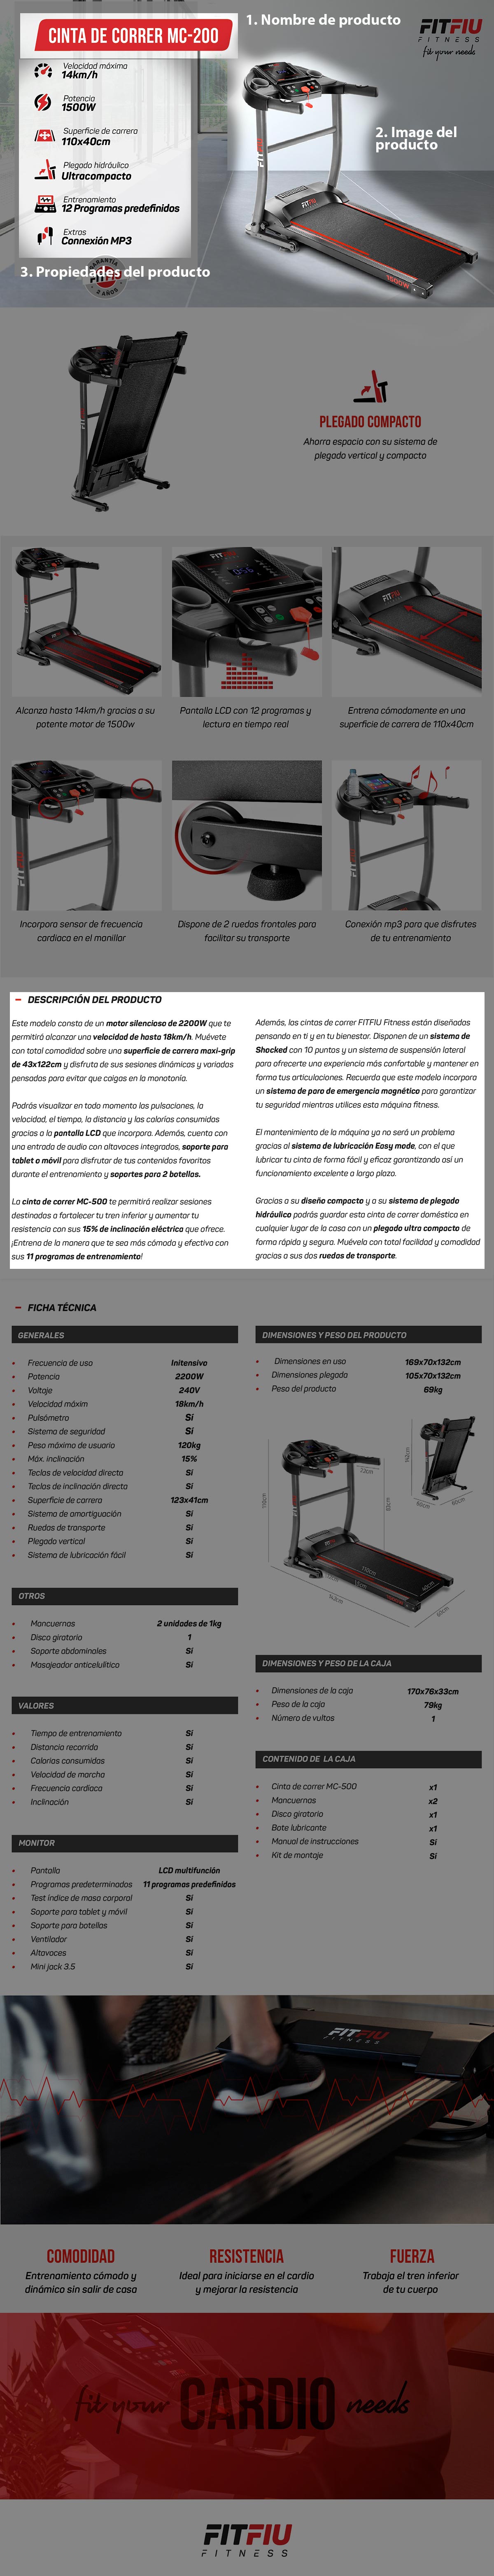 CINTA DE CORRER MC-200
1. Nombre de producto
FITFIU
FITNESS
fit your needs
Velocidad máxima
14km/h
Potencia
1500W
Superficie de carrera
110x40cm
Plegado hidráulico
Ultracompacto
Entrenamiento
12 Programas predefinidos
Extras
Connexión MP3
2. Image del
producto
FITFIU
1500W
3. Propiedades del producto
GARANTÍA
FITFIU
3 AÑOS
PLEGADO COMPACTO
Ahorra espacio con su sistema de
plegado vertical y compacto
Alcanza hasta 14km/h gracias a su
potente motor de 1500w
Pantalla LCD con 12 programas y
lectura en tiempo real
Entrena cómodamente en una
superficie de carrera de 110x40cm
Incorpora sensor de frecuencia
cardiaca en el manillar
Dispone de 2 ruedas frontales para
facilitar su transporte
Conexión mp3 para que disfrutes
de tu entrenamiento
DESCRIPCIÓN DEL PRODUCTO
Este modelo consta de un motor silencioso de 2200W que te
permitirá alcanzar una velocidad de hasta 18km/h. Muévete
con total comodidad sobre una superficie de carrera maxi-grip
de 43x122cm y disfruta de sus sesiones dinámicas y variadas
pensadas para evitar que caigas en la monotonía.
Podrás visualizar en todo momento las pulsaciones, la
velocidad, el tiempo, la distancia y las calorías consumidas
gracias a la pantalla LCD que incorpora. Además, cuenta con
una entrada de audio con altavoces integrados, soporte para
tablet o móvil para disfrutar de tus contenidos favoritos
durante el entrenamiento y soportes para 2 botellas.
La cinta de correr MC-500 te permitirá realizar sesiones
destinadas a fortalecer tu tren inferior y aumentar tu
resistencia con sus 15% de inclinación eléctrica que ofrece.
¡Entrena de la manera que te sea más cómoda y efectiva con
sus 11 programas de entrenamiento!
Además, las cintas de correr FITFIU Fitness están diseñadas
pensando en ti y en tu bienestar. Disponen de un sistema de
Shocked con 10 puntos y un sistema de suspensión lateral
para ofrecerte una experiencia más confortable y mantener en
forma tus articulaciones. Recuerda que este modelo incorpora
un sistema de paro de emergencia magnético para garantizar
tu seguridad mientras utilices esta máquina fitness.
El mantenimiento de la máquina ya no será un problema
gracias al sistema de lubricación Easy mode, con el que
lubricar tu cinta de forma fácil y eficaz garantizando así un
funcionamiento excelente a largo plazo.
Gracias a su diseño compacto y a su sistema de plegado
hidráulico podrás guardar esta cinta de correr doméstica en
cualquier lugar de la casa con un plegado ultra compacto de
forma rápida y segura. Muévela con total facilidad y comodidad
gracias a sus dos ruedas de transporte.
FICHA TÉCNICA
GENERALES
Frecuencia de uso Initensivo
Potencia 2200W
Voltaje 240V
Velocidad máxim 18km/h
Pulsómetro Sí
Sistema de seguridad Sí
Peso máximo de usuario 120kg
Máx. inclinación 15%
Teclas de velocidad directa Sí
Teclas de inclinación directa Sí
Superficie de carrera 123x41cm
Sistema de amortiguación Sí
Ruedas de transporte Sí
Plegado vertical Sí
Sistema de lubricación fácil Sí
OTROS
Mancuernas 2 unidades de 1kg
Disco giratorio 1
Soporte abdominales Sí
Masajeador anticelulítico Sí
VALORES
Tiempo de entrenamiento Sí
Distancia recorrida Sí
Calorías consumidas Sí
Velocidad de marcha Sí
Frecuencia cardíaca Sí
Inclinación Sí
MONITOR
Pantalla LCD multifunción
Programas predeterminados 11 programas predefinidos
Test índice de masa corporal Sí
Soporte para tablet y móvil Sí
Soporte para botellas Sí
Ventilador Sí
Altavoces Sí
Mini jack 3.5 Sí
DIMENSIONES Y PESO DEL PRODUCTO
Dimensiones en uso 169x70x132cm
Dimensiones plegada 105x70x132cm
Peso del producto 69kg
DIMENSIONES Y PESO DE LA CAJA
Dimensiones de la caja 170x76x33cm
Peso de la caja 79kg
Número de vultos 1
CONTENIDO DE LA CAJA
Cinta de correr MC-500 x1
Mancuernas x2
Disco giratorio x1
Bote lubricante x1
Manual de instrucciones Sí
Kit de montaje Sí
FITFIU
FITNESS
COMODIDAD
Entrenamiento cómodo y
dinámico sin salir de casa
RESISTENCIA
Ideal para iniciarse en el cardio
y mejorar la resistencia
FUERZA
Trabaja el tren inferior
de tu cuerpo
fit your CARDIO needs
FITFIU
FITNESS